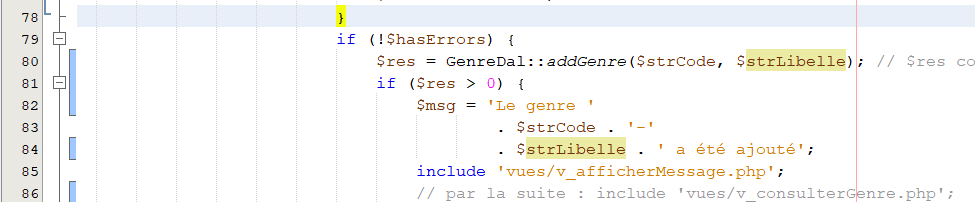 78 }
79 if (!$hasErrors) {
80 $res = GenreDal::addGenre($strCode, $strLibelle); // $res co
81 if ($res > 0) {
82 $msg = 'Le genre '
83 . $strCode . '-'
84 . $strLibelle . ' a été ajouté';
85 include 'vues/v_afficherMessage.php';
86 // par la suite : include 'vues/v_consulterGenre.php';